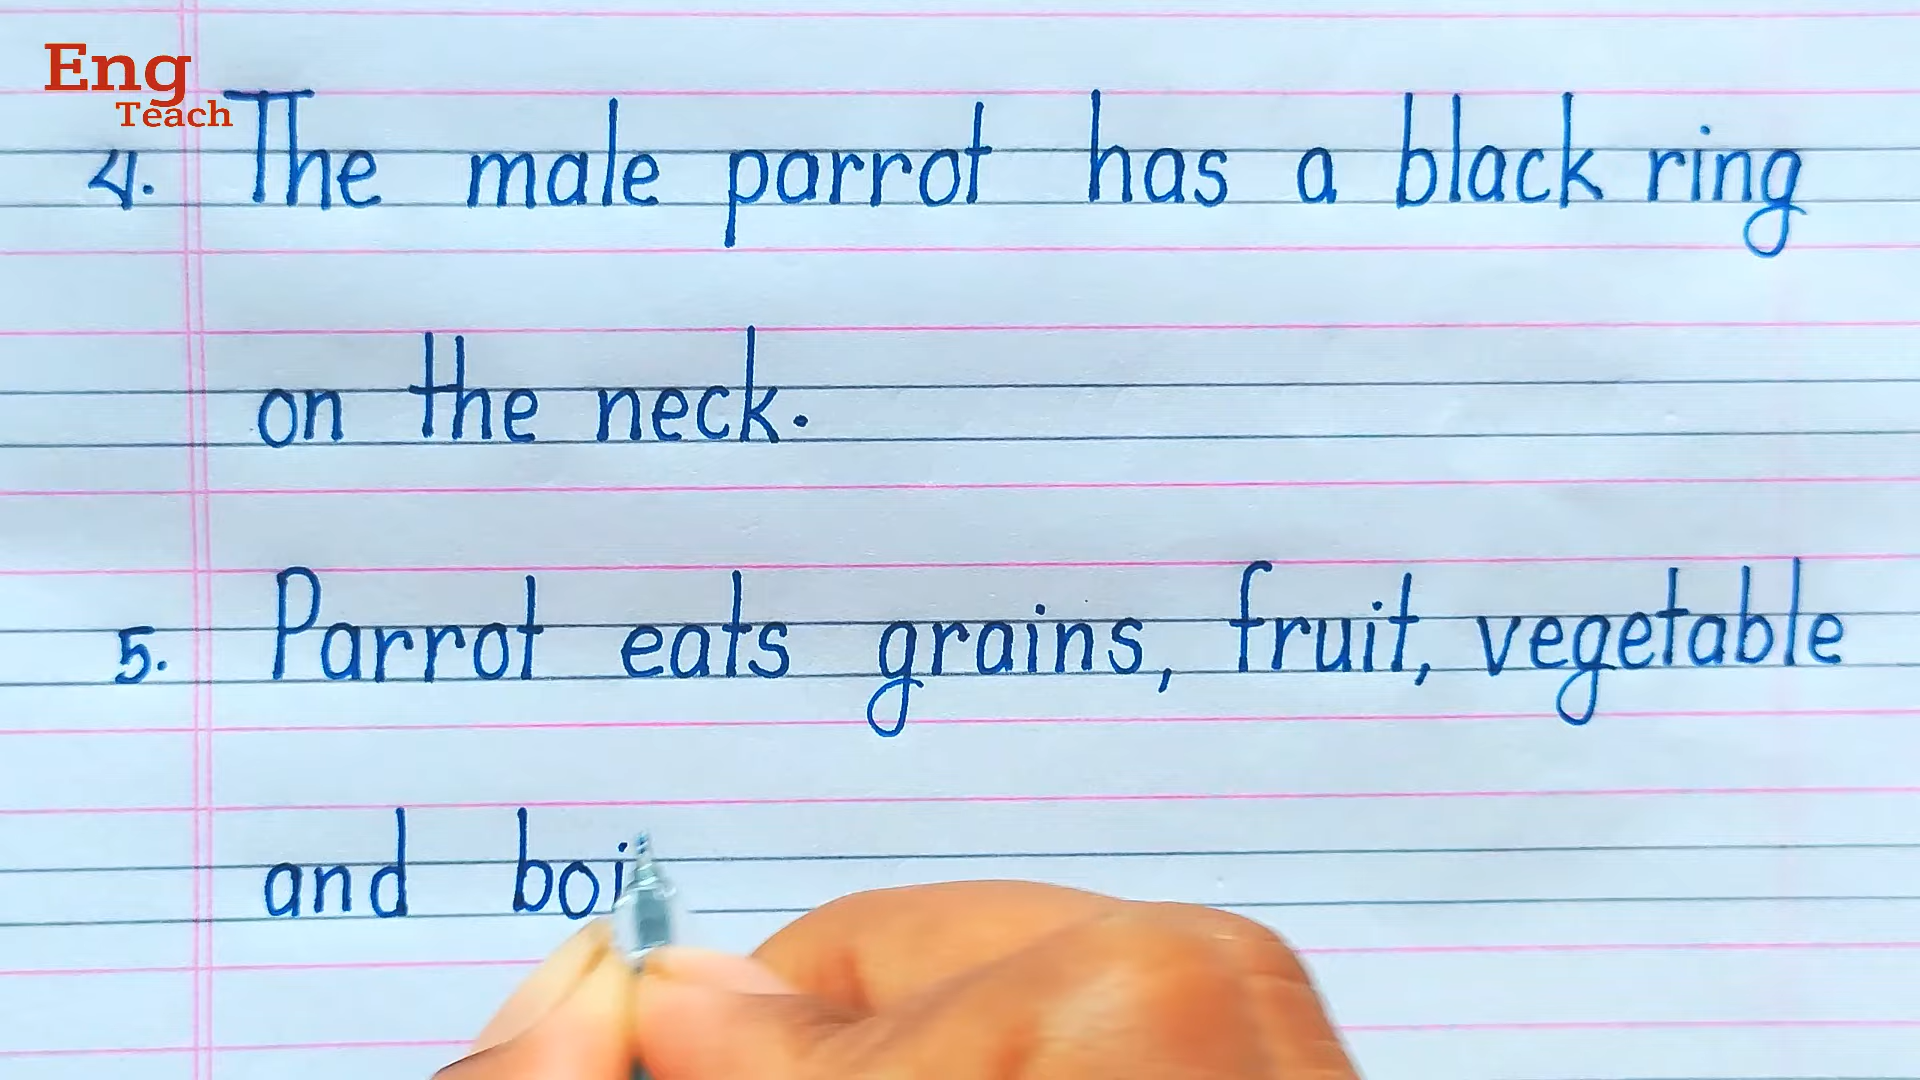 Eng
Teach
4. The male parrot has a black ring
on the neck.
5. Parrot eats grains, fruit, vegetable
and boi